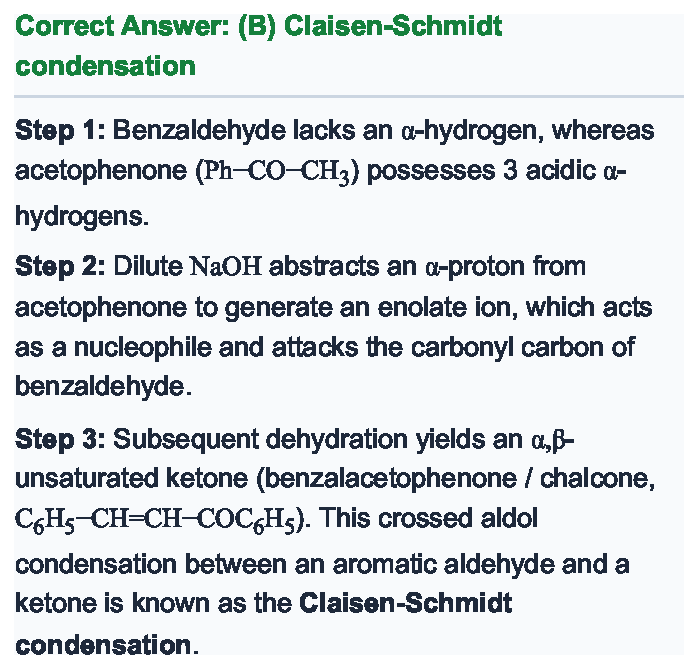 Correct Answer: (B) Claisen-Schmidt
condensation
Step 1: Benzaldehyde lacks an α-hydrogen, whereas
acetophenone (Ph−CO−CH₃) possesses 3 acidic α-
hydrogens.
Step 2: Dilute NaOH abstracts an α-proton from
acetophenone to generate an enolate ion, which acts
as a nucleophile and attacks the carbonyl carbon of
benzaldehyde.
Step 3: Subsequent dehydration yields an α,β-
unsaturated ketone (benzalacetophenone / chalcone,
C₆H₅−CH=CH−COC₆H₅). This crossed aldol
condensation between an aromatic aldehyde and a
ketone is known as the Claisen-Schmidt
condensation.